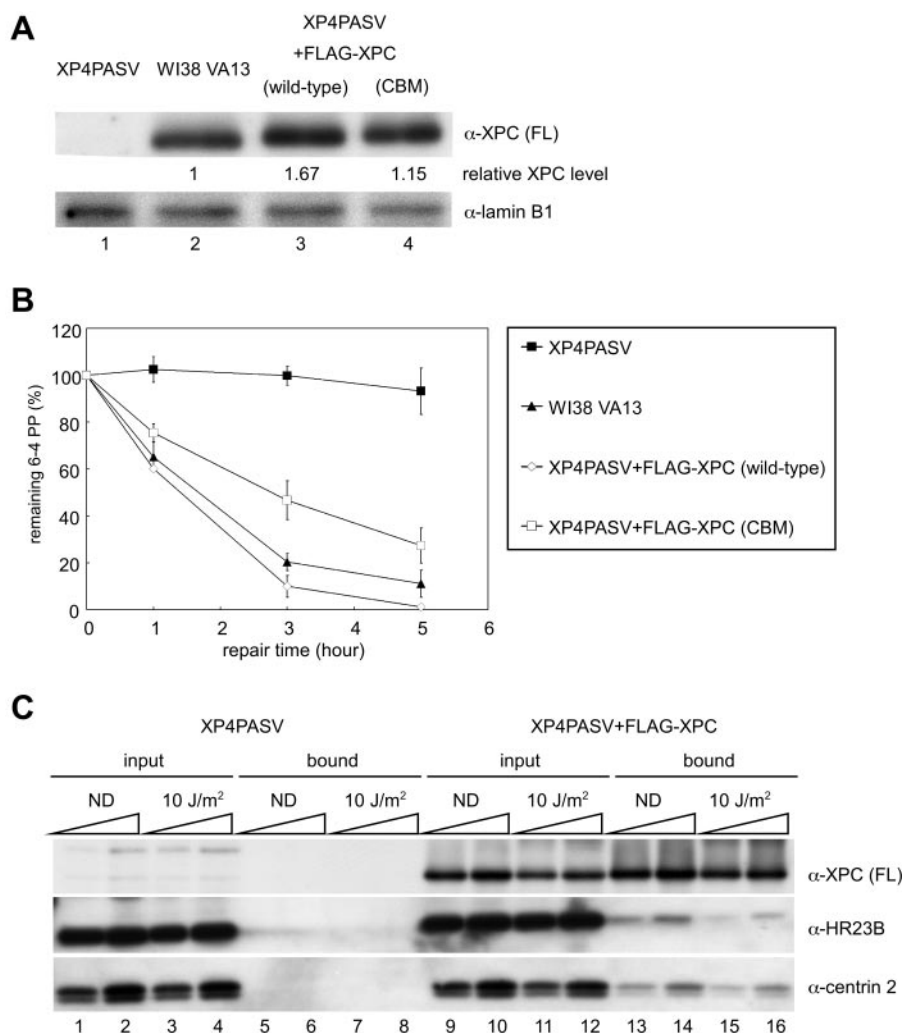 A
XP4PASV
+FLAG-XPC
XP4PASV WI38 VA13 (wild-type) (CBM)
α-XPC (FL)
1 1.67 1.15 relative XPC level
α-lamin B1
1 2 3 4
B
120
100
80
60
40
20
0
remaining 6-4 PP (%)
0 1 2 3 4 5 6
repair time (hour)
XP4PASV
WI38 VA13
XP4PASV+FLAG-XPC (wild-type)
XP4PASV+FLAG-XPC (CBM)
C
XP4PASV XP4PASV+FLAG-XPC
input bound input bound
ND 10 J/m² ND 10 J/m² ND 10 J/m² ND 10 J/m²
α-XPC (FL)
α-HR23B
α-centrin 2
1 2 3 4 5 6 7 8 9 10 11 12 13 14 15 16